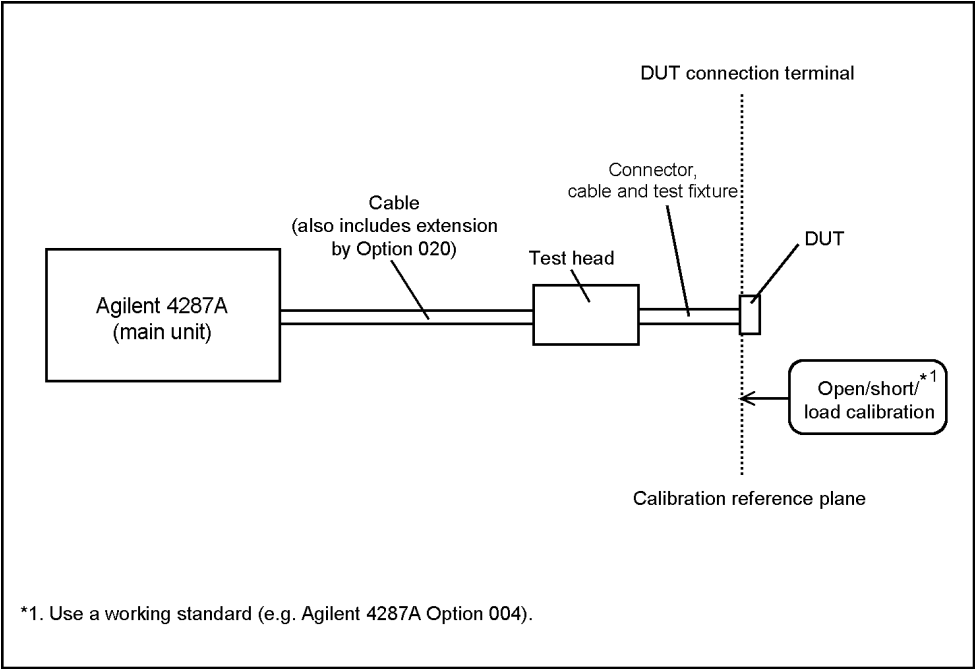 DUT connection terminal
Connector,
cable and test fixture
Cable
(also includes extension
by Option 020)
Test head
DUT
Agilent 4287A
(main unit)
Open/short/*1
load calibration
Calibration reference plane
*1. Use a working standard (e.g. Agilent 4287A Option 004).